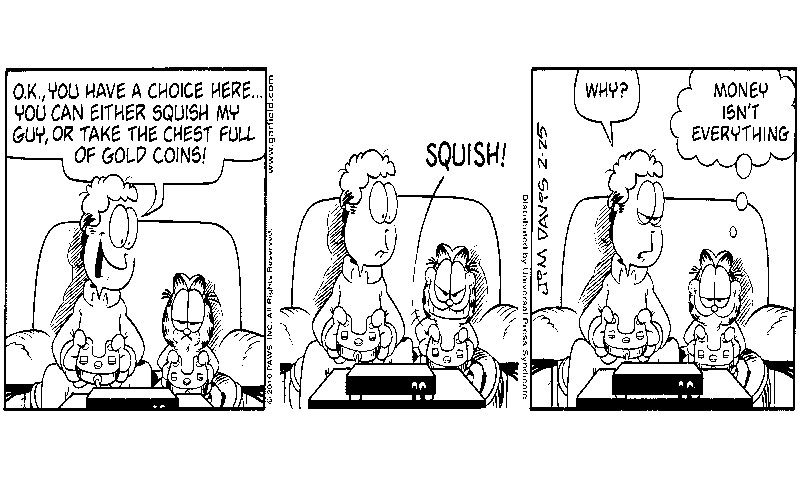 O.K., YOU HAVE A CHOICE HERE...
YOU CAN EITHER SQUISH MY
GUY, OR TAKE THE CHEST FULL
OF GOLD COINS!
www.garfield.com
© 2010 PAWS, INC. All Rights Reserved.
SQUISH!
Distributed by Universal Press Syndicate
JIM DAVIS 2-25
WHY?
MONEY
ISN'T
EVERYTHING